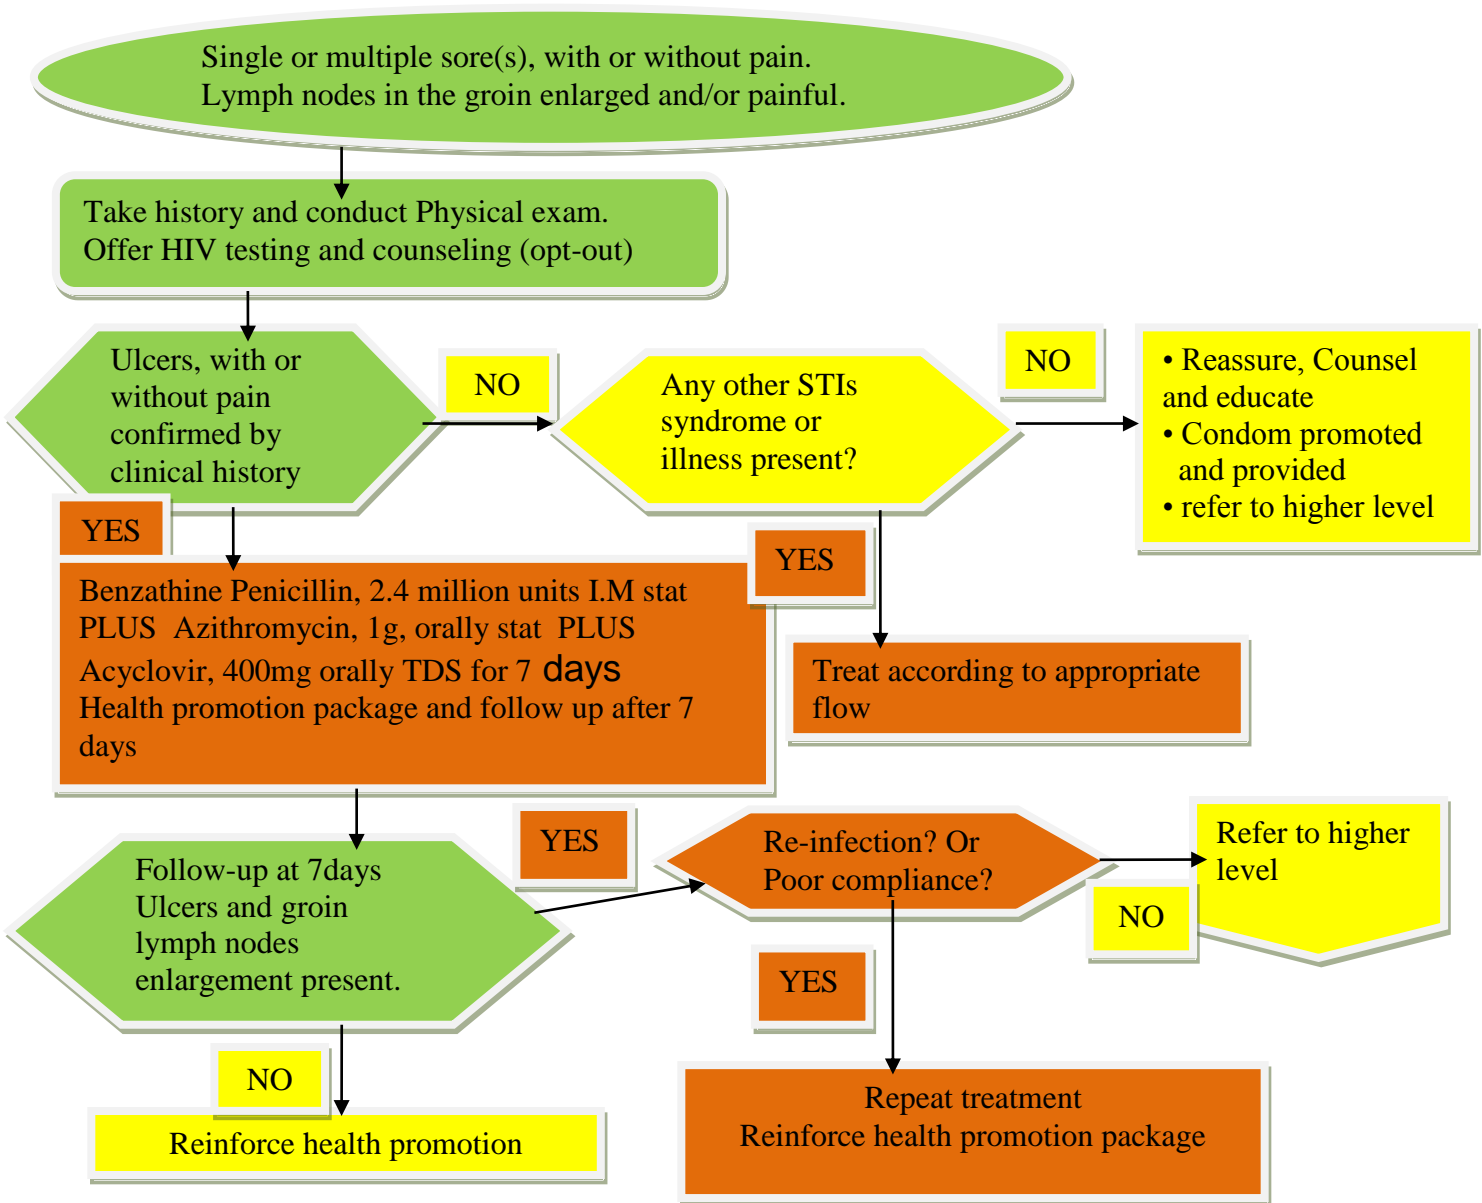 Single or multiple sore(s), with or without pain.
Lymph nodes in the groin enlarged and/or painful.
Take history and conduct Physical exam.
Offer HIV testing and counseling (opt-out)
Ulcers, with or
without pain
confirmed by
clinical history
NO
Any other STIs
syndrome or
illness present?
NO
• Reassure, Counsel
and educate
• Condom promoted
and provided
• refer to higher level
YES
Benzathine Penicillin, 2.4 million units I.M stat
PLUS Azithromycin, 1g, orally stat PLUS
Acyclovir, 400mg orally TDS for 7 days
Health promotion package and follow up after 7
days
YES
Treat according to appropriate
flow
Follow-up at 7days
Ulcers and groin
lymph nodes
enlargement present.
YES
Re-infection? Or
Poor compliance?
NO
Refer to higher
level
NO
Reinforce health promotion
YES
Repeat treatment
Reinforce health promotion package